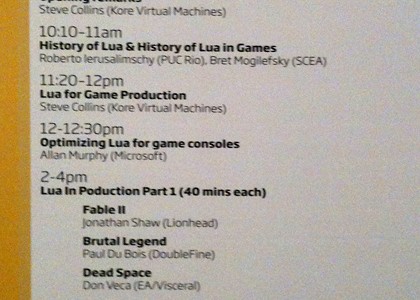 Opening remarks
Steve Collins (Kore Virtual Machines)
10:10-11am
History of Lua & History of Lua in Games
Roberto Ierusalimschy (PUC Rio), Bret Mogilefsky (SCEA)
11:20-12pm
Lua for Game Production
Steve Collins (Kore Virtual Machines)
12-12:30pm
Optimizing Lua for game consoles
Allan Murphy (Microsoft)
2-4pm
Lua In Poduction Part 1 (40 mins each)
Fable II
Jonathan Shaw (Lionhead)
Brutal Legend
Paul Du Bois (DoubleFine)
Dead Space
Don Veca (EA/Visceral)